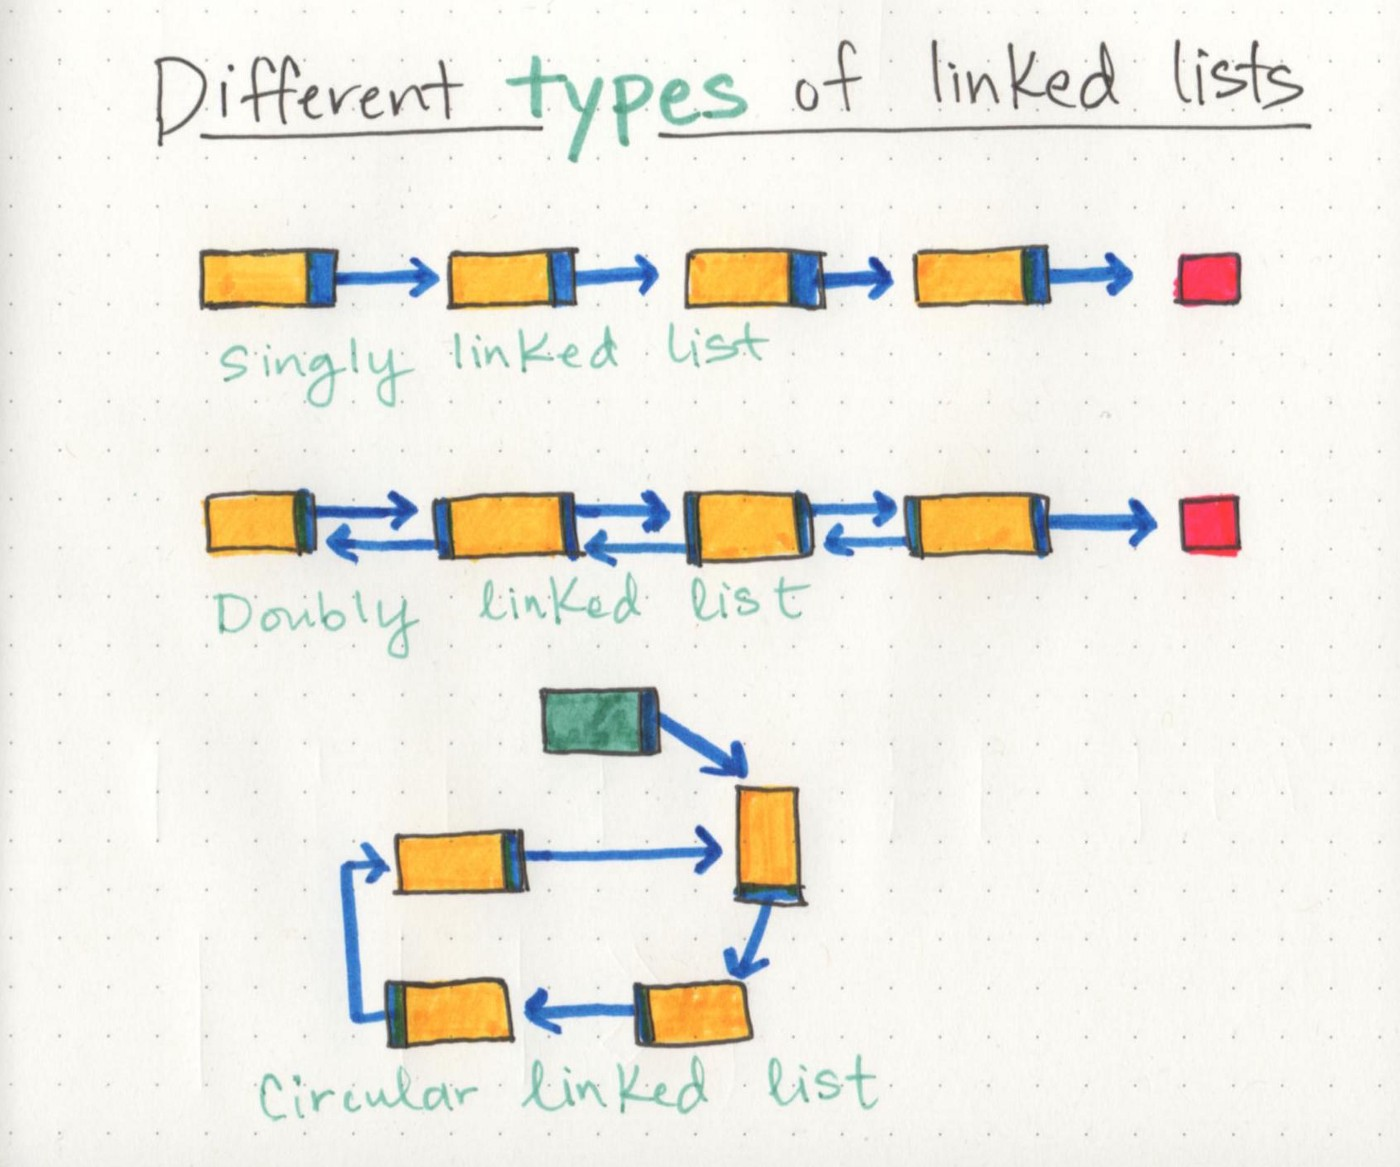 Different types of linked lists
Singly linked list
Doubly linked list
Circular linked list